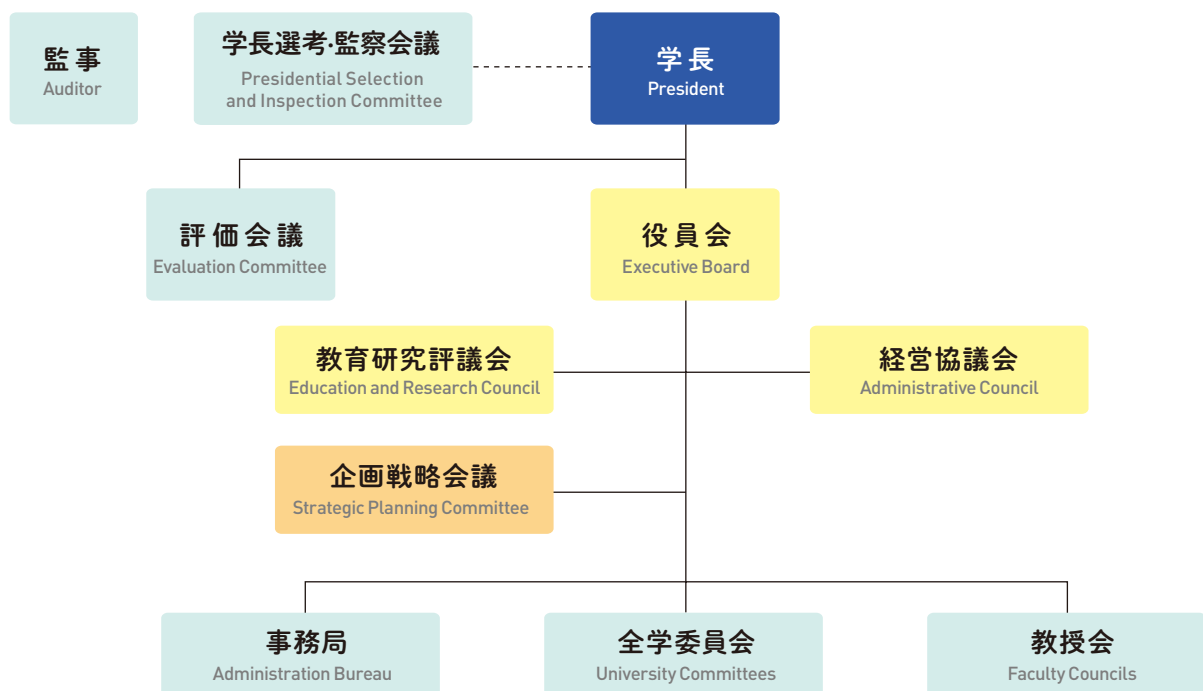 監事
Auditor
学長選考・監察会議
Presidential Selection
and Inspection Committee
学長
President
評価会議
Evaluation Committee
役員会
Executive Board
教育研究評議会
Education and Research Council
経営協議会
Administrative Council
企画戦略会議
Strategic Planning Committee
事務局
Administration Bureau
全学委員会
University Committees
教授会
Faculty Councils